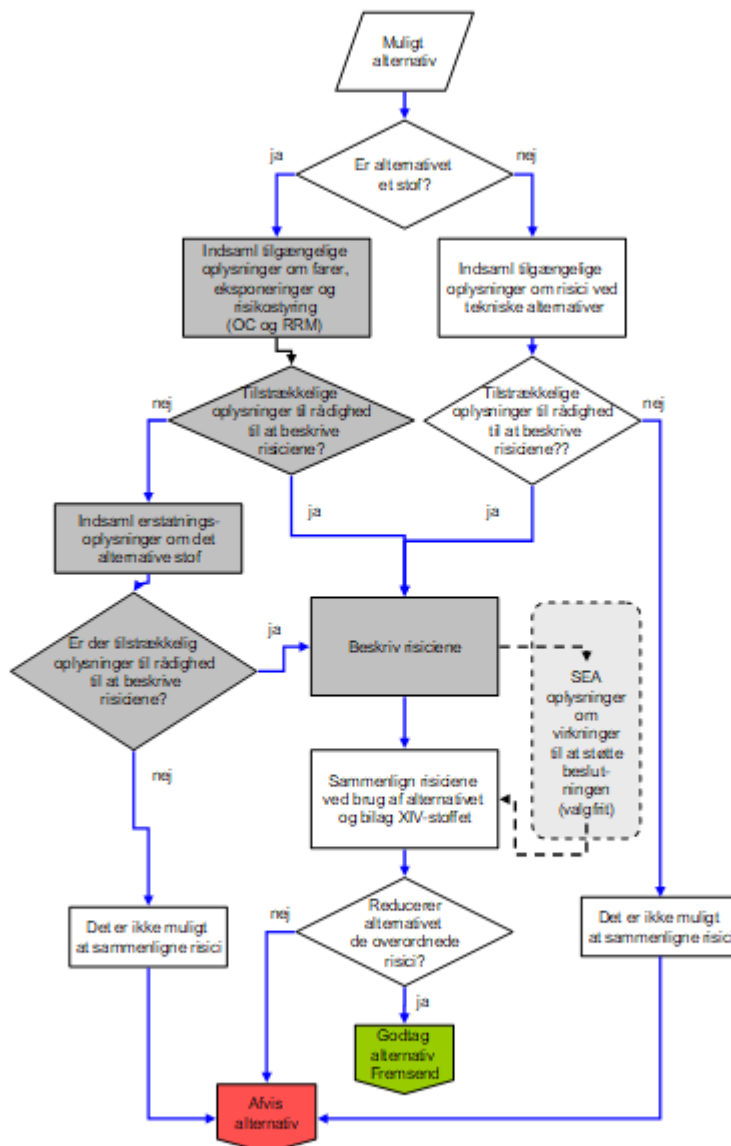 Muligt
alternativ
ja
Er alternativet
et stof?
nej
Indsaml tilgængelige
oplysninger om farer,
eksponeringer og
risikostyring
(OC og RRM)
Indsaml tilgængelige
oplysninger om risici ved
tekniske alternativer
nej
Tilstrækkelige
oplysninger til rådighed
til at beskrive
risiciene?
Tilstrækkelige
oplysninger til rådighed
til at beskrive
risiciene??
nej
ja
ja
Indsaml erstatnings-
oplysninger om det
alternative stof
Er der tilstrækkelig
oplysninger til rådighed
til at beskrive
risiciene?
ja
Beskriv risiciene
SEA
oplysninger
om
virkninger
til at støtte
beslut-
ningen
(valgfrit)
nej
Sammenlign risiciene
ved brug af alternativet
og bilag XIV-stoffet
Det er ikke muligt
at sammenligne risici
nej
Reducerer
alternativet
de overordnede
risici?
Det er ikke muligt
at sammenligne risici
ja
Godtag
alternativ
Fremsend
Afvis
alternativ